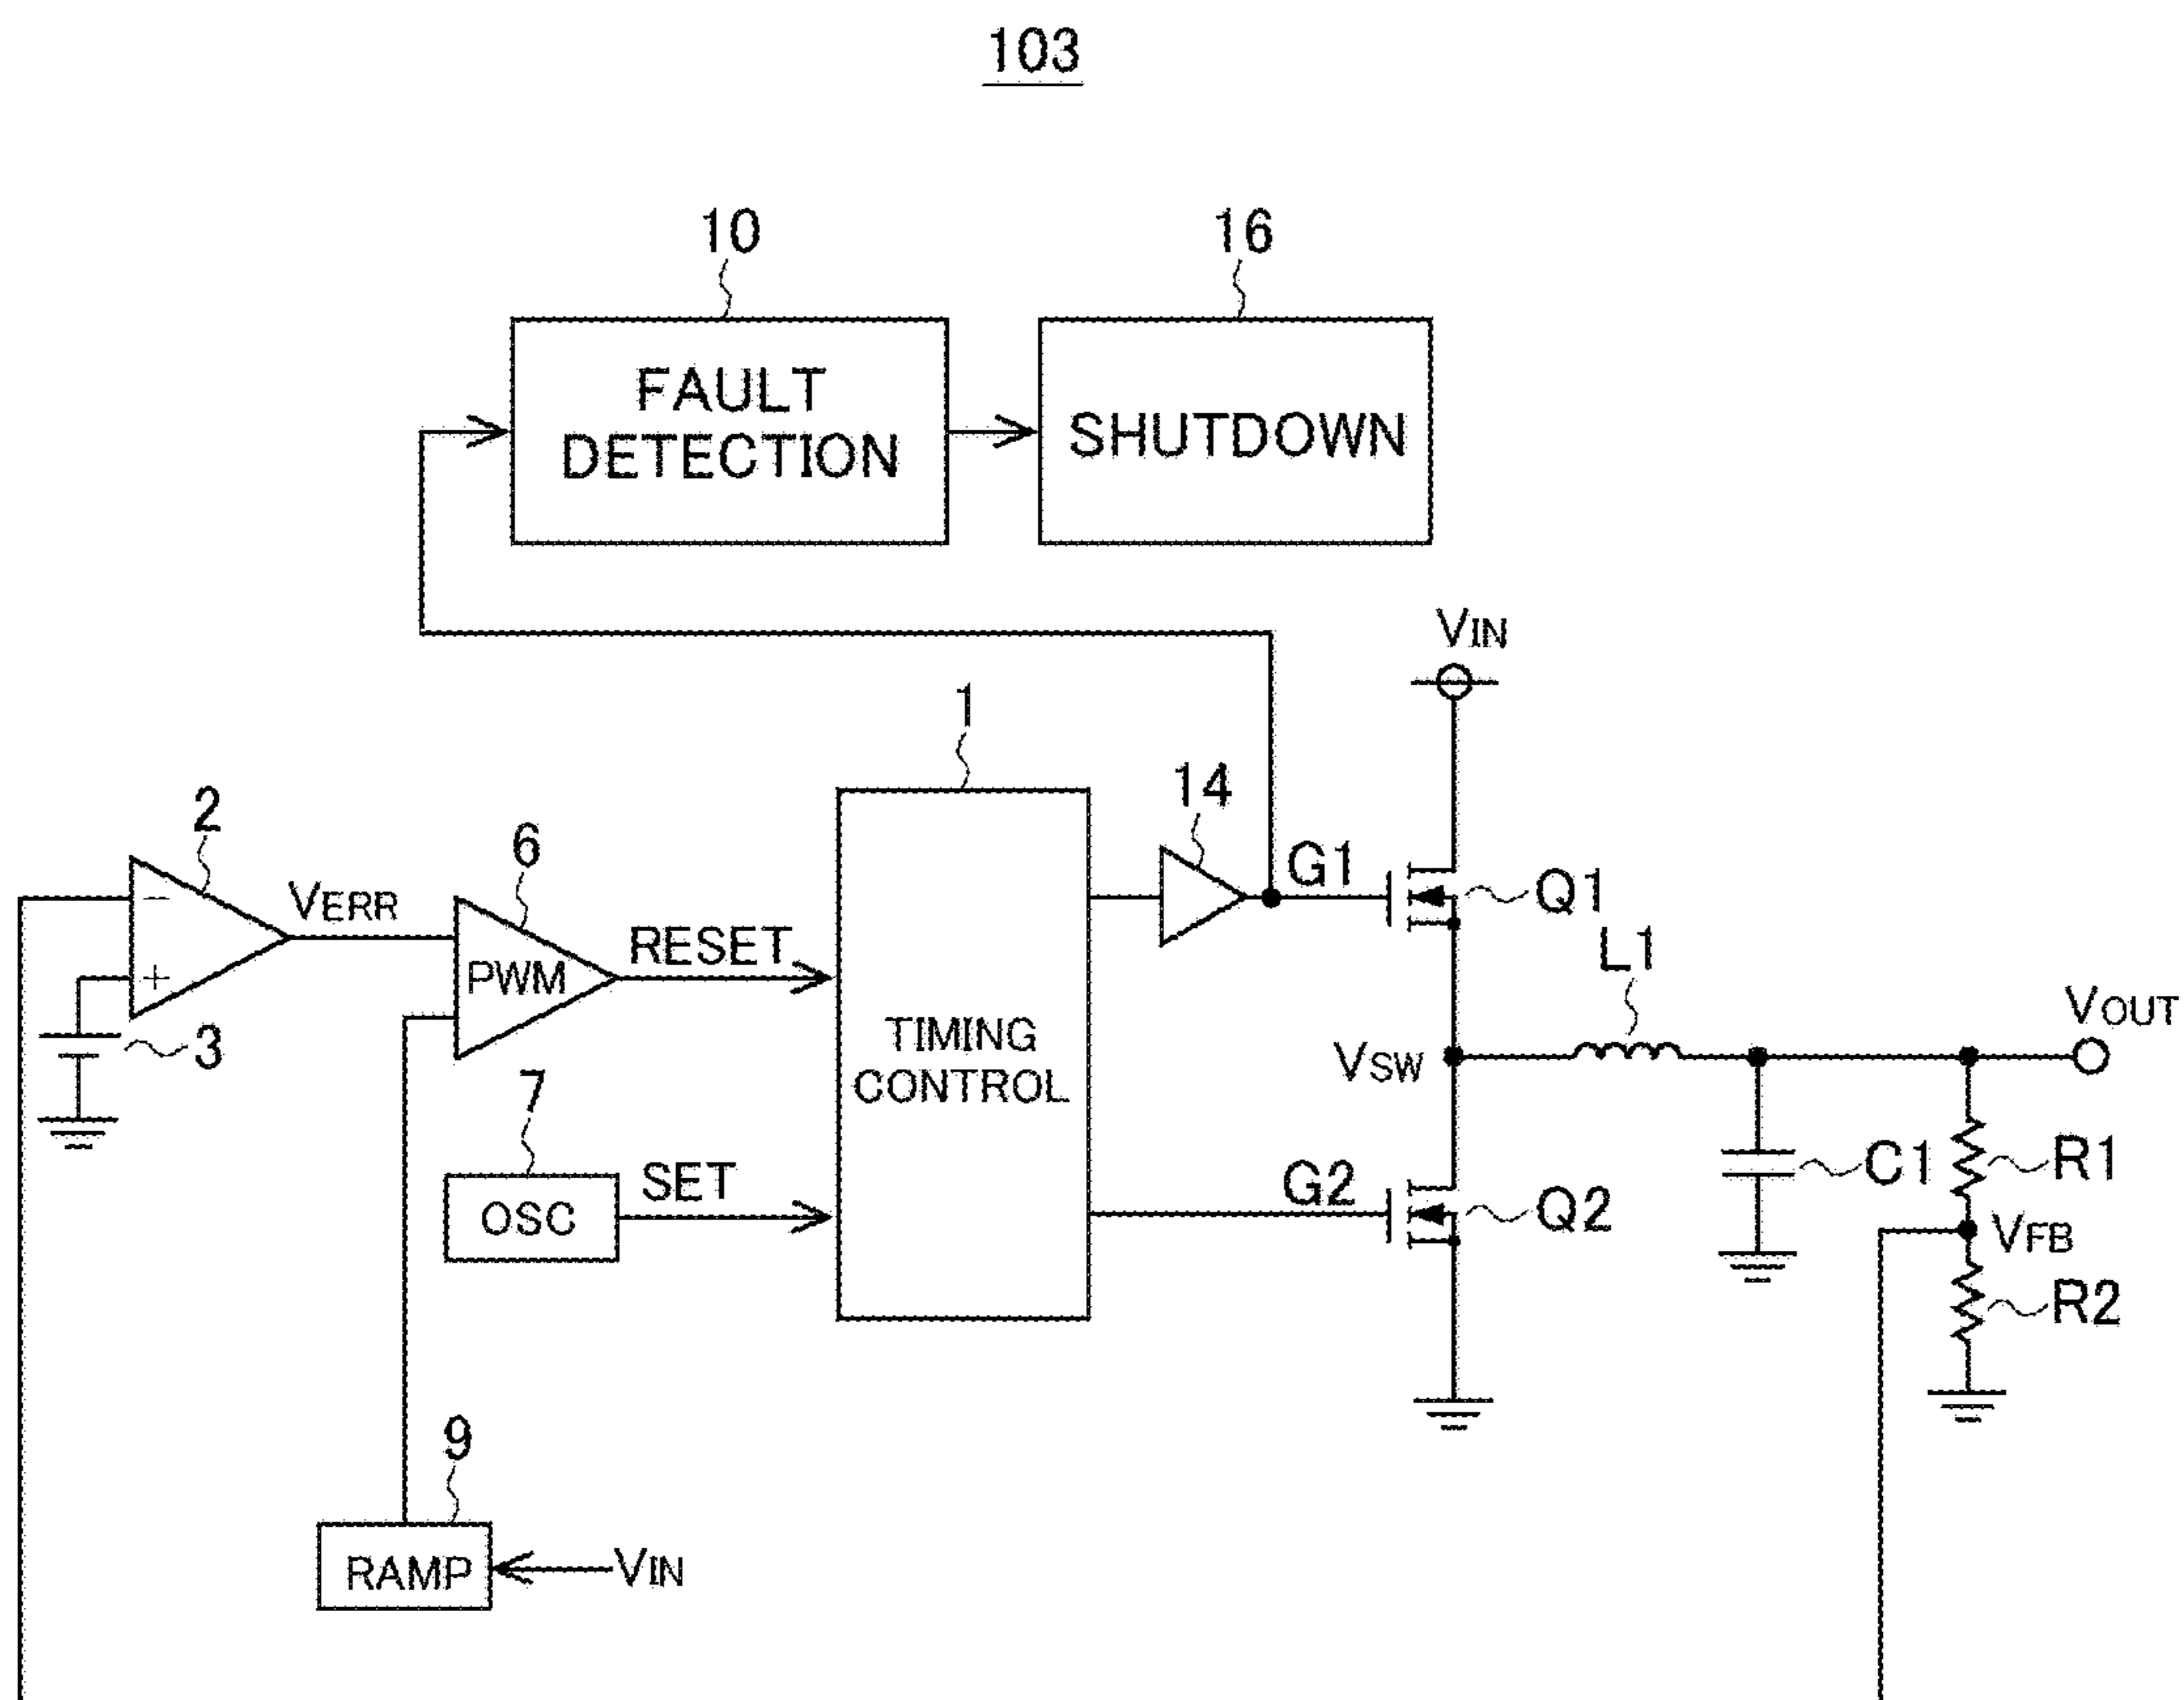 103
10
16
FAULT
DETECTION
SHUTDOWN
VIN
1
14
2
6
VERR
G1
Q1
RESET
L1
PWM
−
+
3
TIMING
CONTROL
VSW
VOUT
7
SET
OSC
G2
Q2
C1
R1
VFB
R2
9
RAMP
VIN